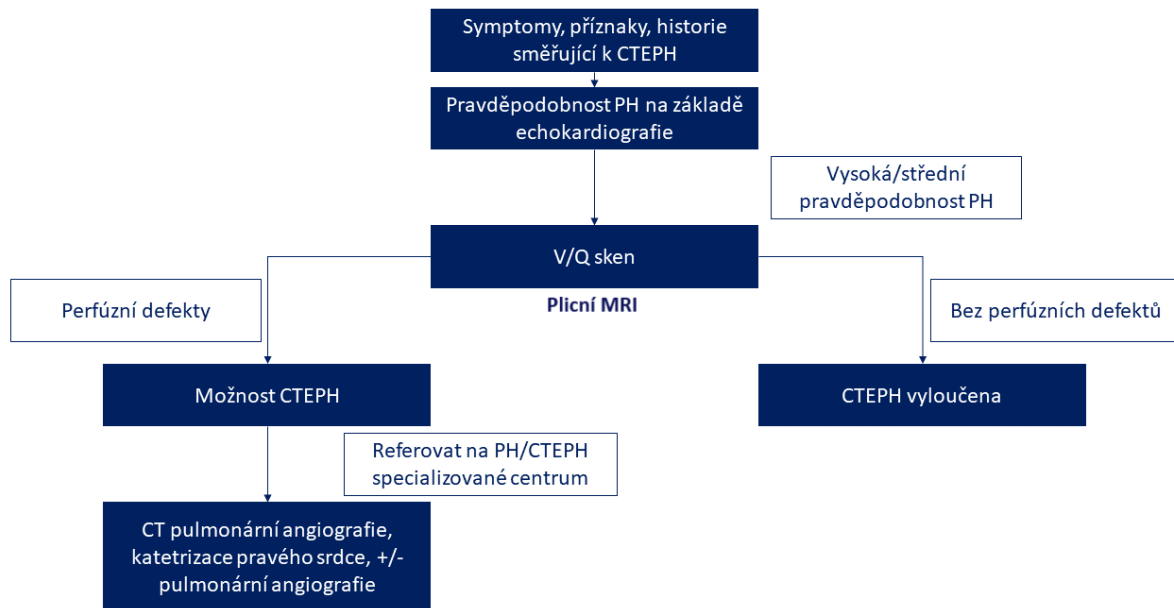 Symptomy, příznaky, historie
směřující k CTEPH
Pravděpodobnost PH na základě
echokardiografie
Vysoká/střední
pravděpodobnost PH
V/Q sken
Plicní MRI
Perfúzní defekty
Bez perfúzních defektů
Možnost CTEPH
CTEPH vyloučena
Referovat na PH/CTEPH
specializované centrum
CT pulmonární angiografie,
katetrizace pravého srdce, +/-
pulmonární angiografie